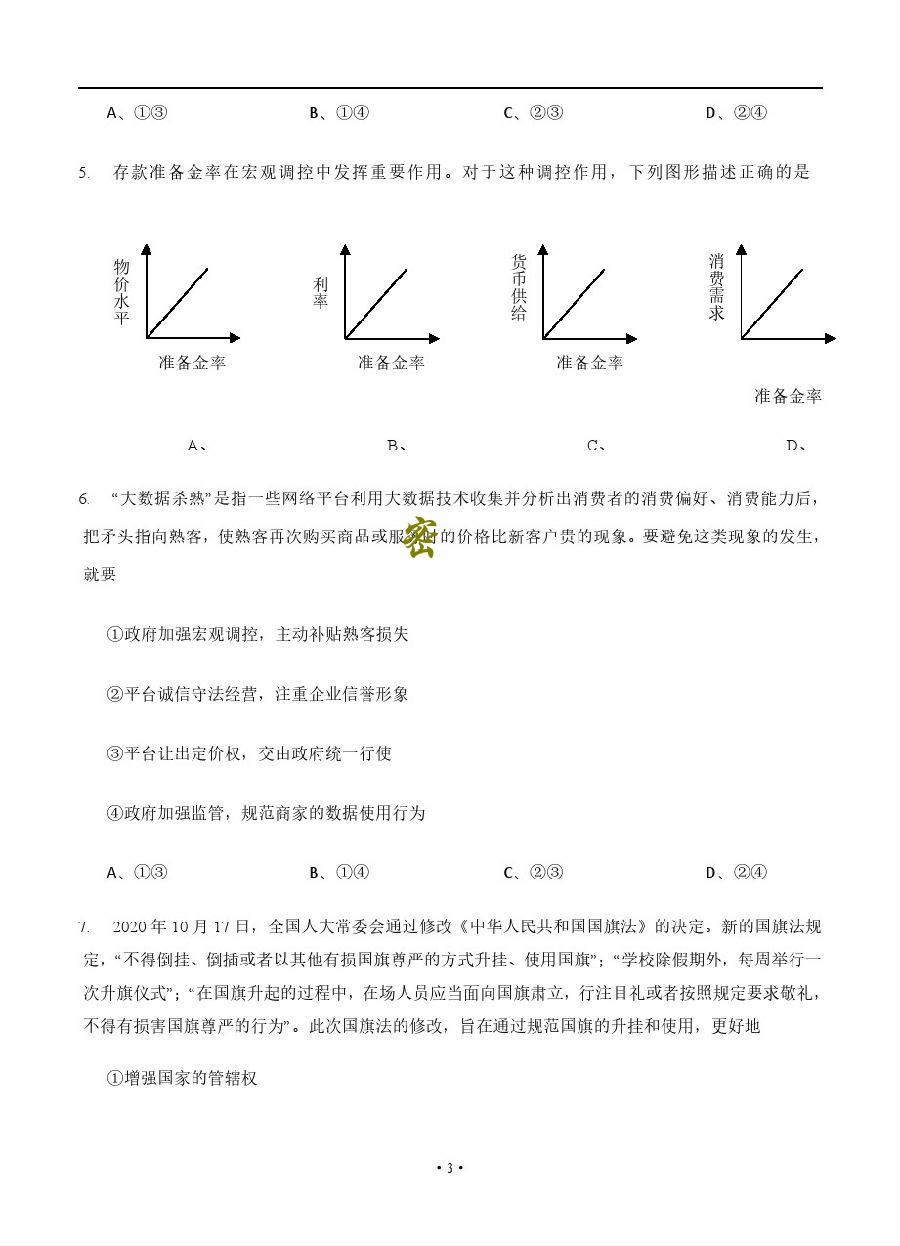 A、①③ B、①④ C、②③ D、②④
5. 存款准备金率在宏观调控中发挥重要作用。对于这种调控作用，下列图形描述正确的是
物价水平 利率 货币供给 消费需求
准备金率 准备金率 准备金率
准备金率
A、 B、 C、 D、
6. “大数据杀熟”是指一些网络平台利用大数据技术收集并分析出消费者的消费偏好、消费能力后，
把矛头指向熟客，使熟客再次购买商品或服务时的价格比新客户贵的现象。要避免这类现象的发生，
密
就要
①政府加强宏观调控，主动补贴熟客损失
②平台诚信守法经营，注重企业信誉形象
③平台让出定价权，交由政府统一行使
④政府加强监管，规范商家的数据使用行为
A、①③ B、①④ C、②③ D、②④
7. 2020 年 10 月 17 日，全国人大常委会通过修改《中华人民共和国国旗法》的决定。新的国旗法规
定，“不得倒挂、倒插或者以其他有损国旗尊严的方式升挂、使用国旗”；“学校除假期外，每周举行一
次升旗仪式”；“在国旗升起的过程中，在场人员应当面向国旗肃立，行注目礼或者按照规定要求敬礼，
不得有损害国旗尊严的行为”。此次国旗法的修改，旨在通过规范国旗的升挂和使用，更好地
①增强国家的管辖权
• 3 •